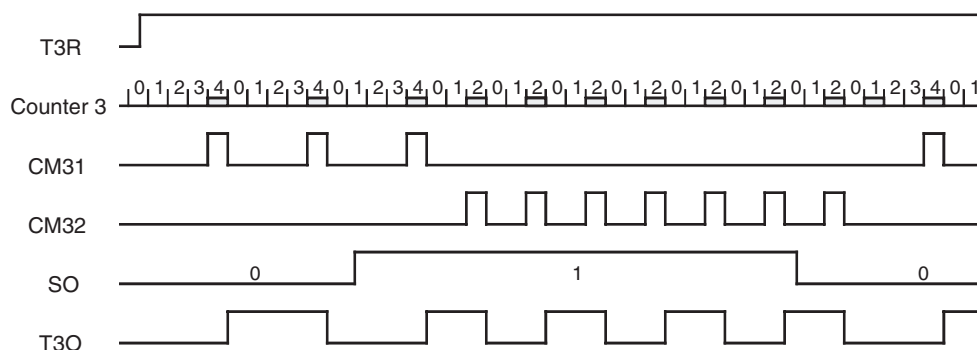 T3R
Counter 3 0 1 2 3 4 0 1 2 3 4 0 1 2 3 4 0 1 2 0 1 2 0 1 2 0 1 2 0 1 2 0 1 2 0 1 2 0 1 2 3 4 0 1
CM31
CM32
SO 0 1 0
T3O